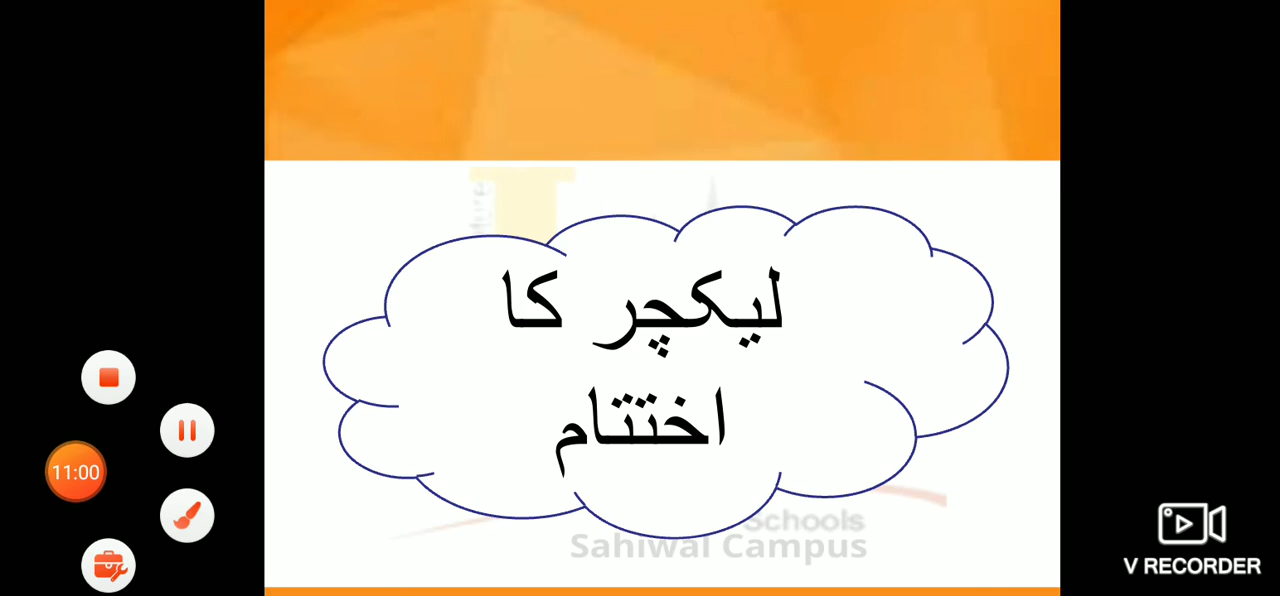 لیکچر کا
اختتام
Schools
Sahiwal Campus
11:00
V RECORDER